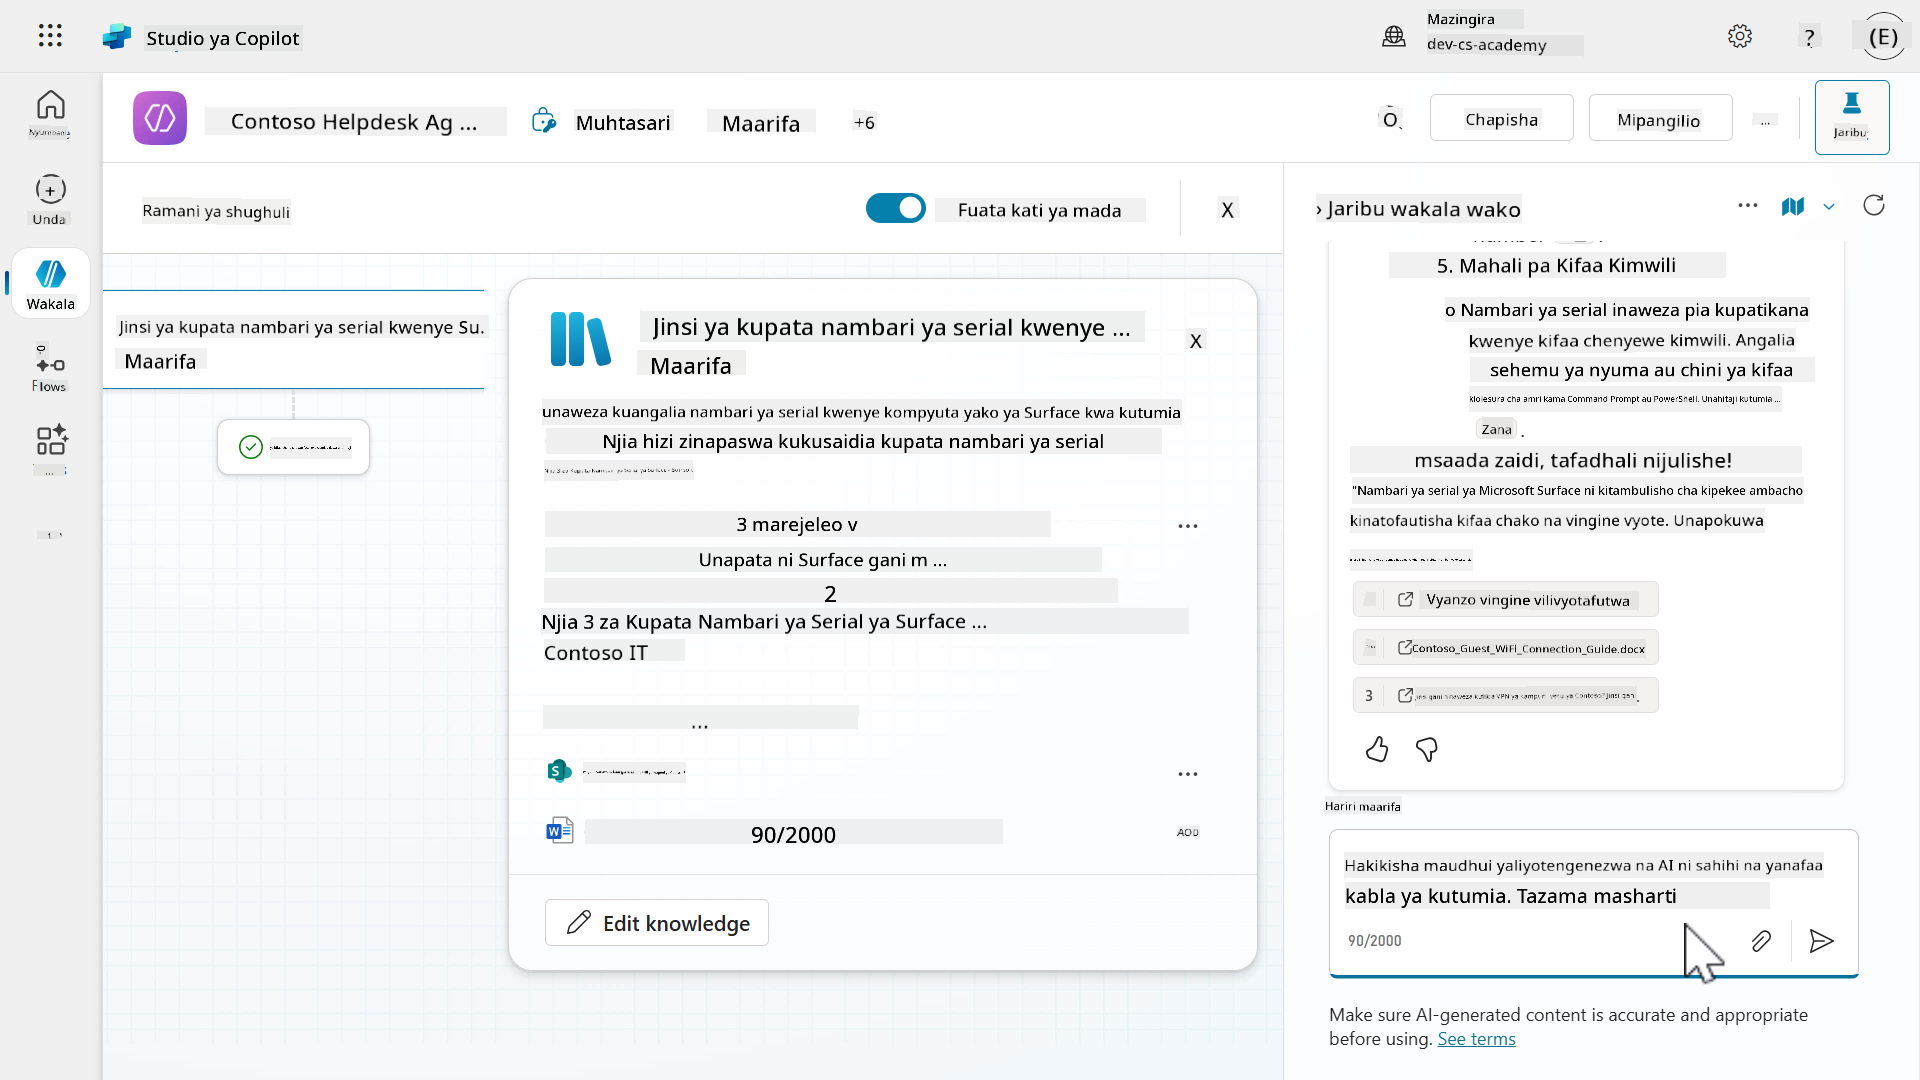 Studio ya Copilot
Mazingira
dev-cs-academy
?
(E)
Nyumbani
Contoso Helpdesk Ag ...
Muhtasari
Maarifa
+6
Chapisha
Mipangilio
...
Jaribu
Unda
Wakala
Flows
...
Ramani ya shughuli
Fuata kati ya mada
X
› Jaribu wakala wako
Jinsi ya kupata nambari ya serial kwenye Su.
Maarifa
Jinsi ya kupata nambari ya serial kwenye ...
Maarifa
X
unaweza kuangalia nambari ya serial kwenye kompyuta yako ya Surface kwa kutumia
Njia hizi zinapaswa kukusaidia kupata nambari ya serial
3 marejeleo v
Unapata ni Surface gani m ...
2
Njia 3 za Kupata Nambari ya Serial ya Surface ...
Contoso IT
...
90/2000
AOD
Edit knowledge
5. Mahali pa Kifaa Kimwili
o Nambari ya serial inaweza pia kupatikana
kwenye kifaa chenyewe kimwili. Angalia
sehemu ya nyuma au chini ya kifaa
kiolesura cha amri kama Command Prompt au PowerShell. Unahitaji kutumia ...
Zana .
msaada zaidi, tafadhali nijulishe!
"Nambari ya serial ya Microsoft Surface ni kitambulisho cha kipekee ambacho
kinatofautisha kifaa chako na vingine vyote. Unapokuwa
Vyanzo vingine vilivyotafutwa
Contoso_Guest_WiFi_Connection_Guide.docx
3
Hariri maarifa
Hakikisha maudhui yaliyotengenezwa na AI ni sahihi na yanafaa
kabla ya kutumia. Tazama masharti
90/2000
Make sure AI-generated content is accurate and appropriate
before using. See terms